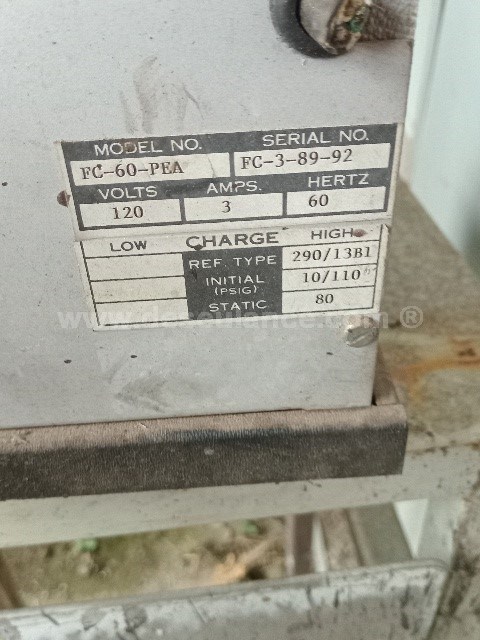 MODEL NO. SERIAL NO.
FC-60-PEA FC-3-89-92
VOLTS AMPS. HERTZ
120 3 60
LOW CHARGE HIGH
REF. TYPE 290/13B1
INITIAL (PSIG) 10/110
STATIC 80